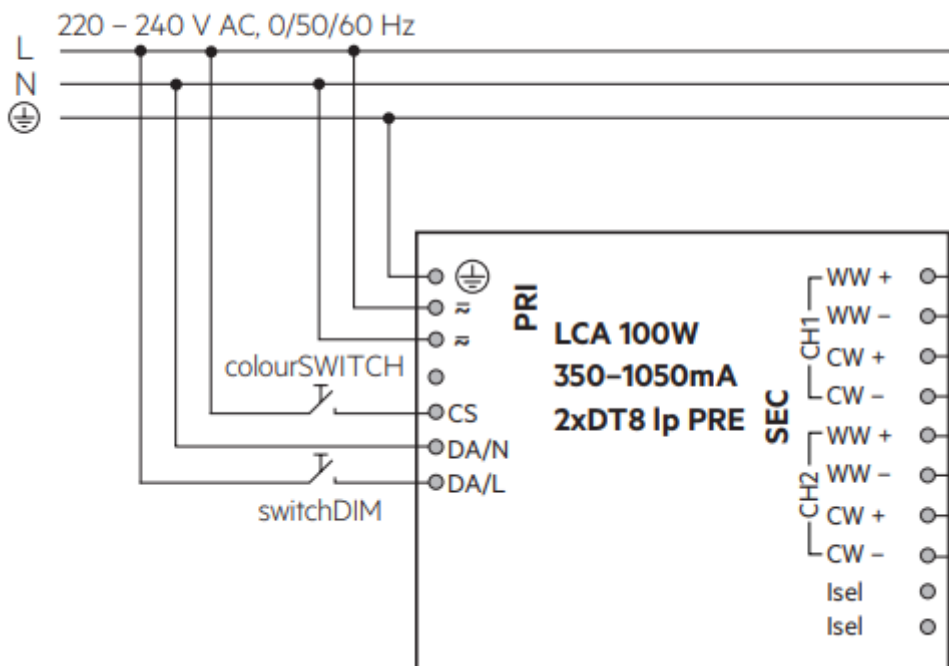 220 – 240 V AC, 0/50/60 Hz
L
N
PRI
≂
≂
colourSWITCH
CS
DA/N
DA/L
switchDIM
LCA 100W
350–1050mA
2xDT8 lp PRE
SEC
CH1
WW +
WW –
CW +
CW –
CH2
WW +
WW –
CW +
CW –
Isel
Isel